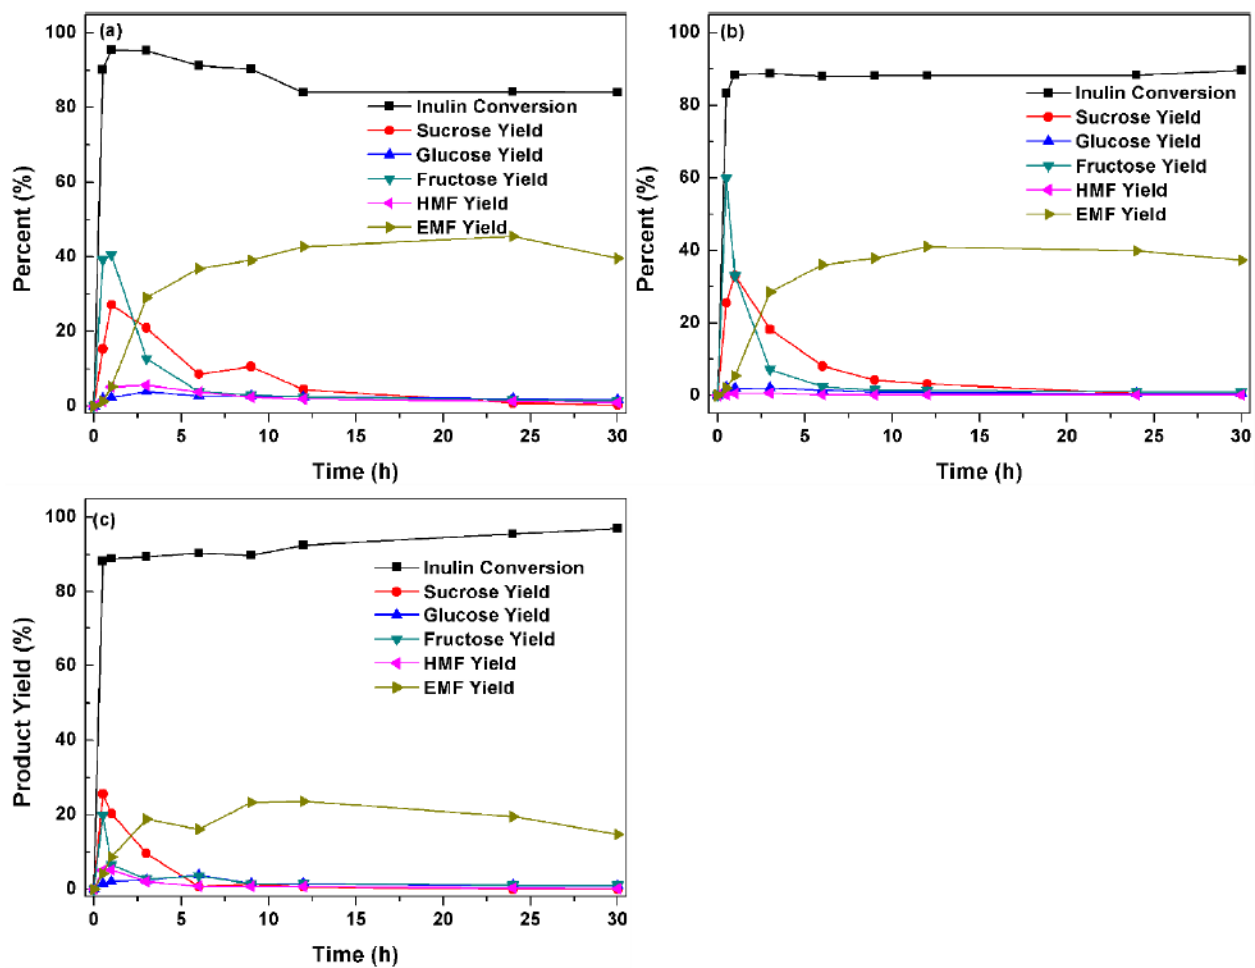 (a)
100
80
60
40
20
0
Percent (%)
Inulin Conversion
Sucrose Yield
Glucose Yield
Fructose Yield
HMF Yield
EMF Yield
0 5 10 15 20 25 30
Time (h)
(b)
100
80
60
40
20
0
Percent (%)
Inulin Conversion
Sucrose Yield
Glucose Yield
Fructose Yield
HMF Yield
EMF Yield
0 5 10 15 20 25 30
Time (h)
(c)
100
80
60
40
20
0
Product Yield (%)
Inulin Conversion
Sucrose Yield
Glucose Yield
Fructose Yield
HMF Yield
EMF Yield
0 5 10 15 20 25 30
Time (h)